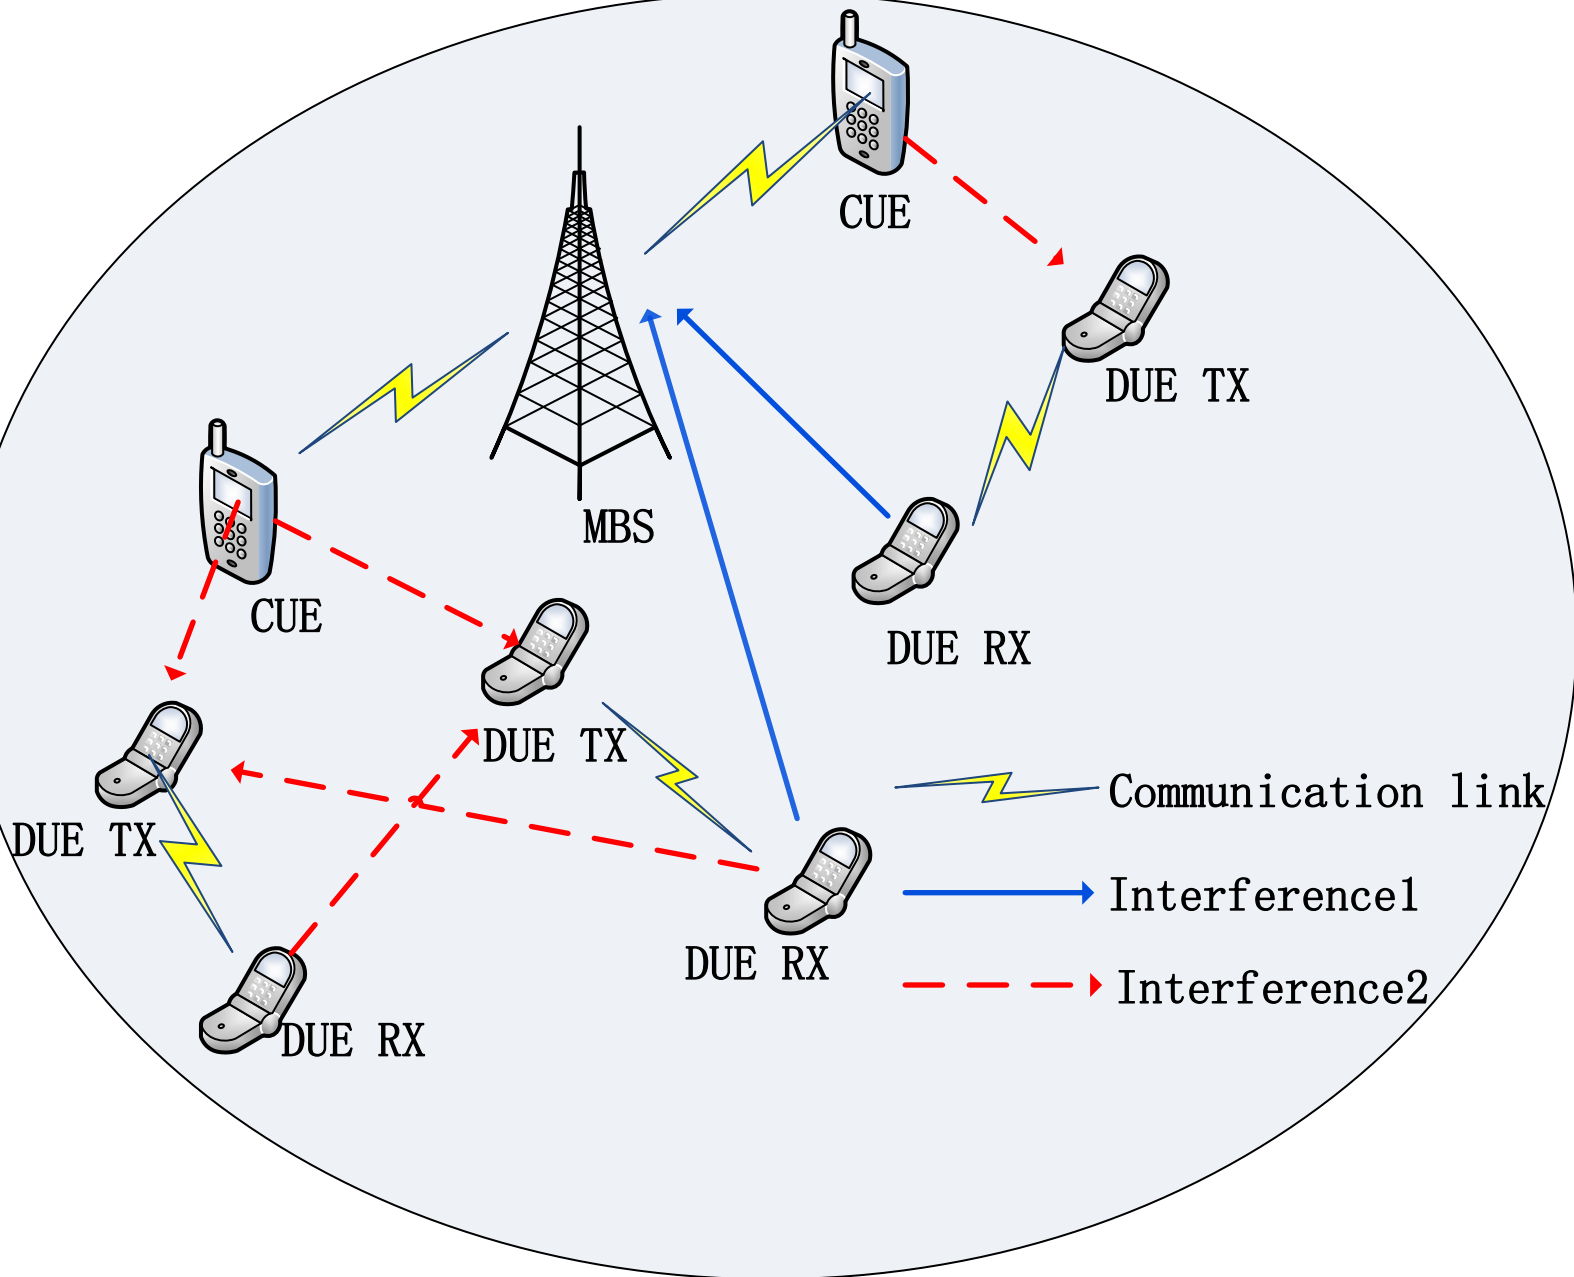 CUE
DUE TX
MBS
CUE
DUE RX
DUE TX
Communication link
DUE TX
Interference1
DUE RX
Interference2
DUE RX